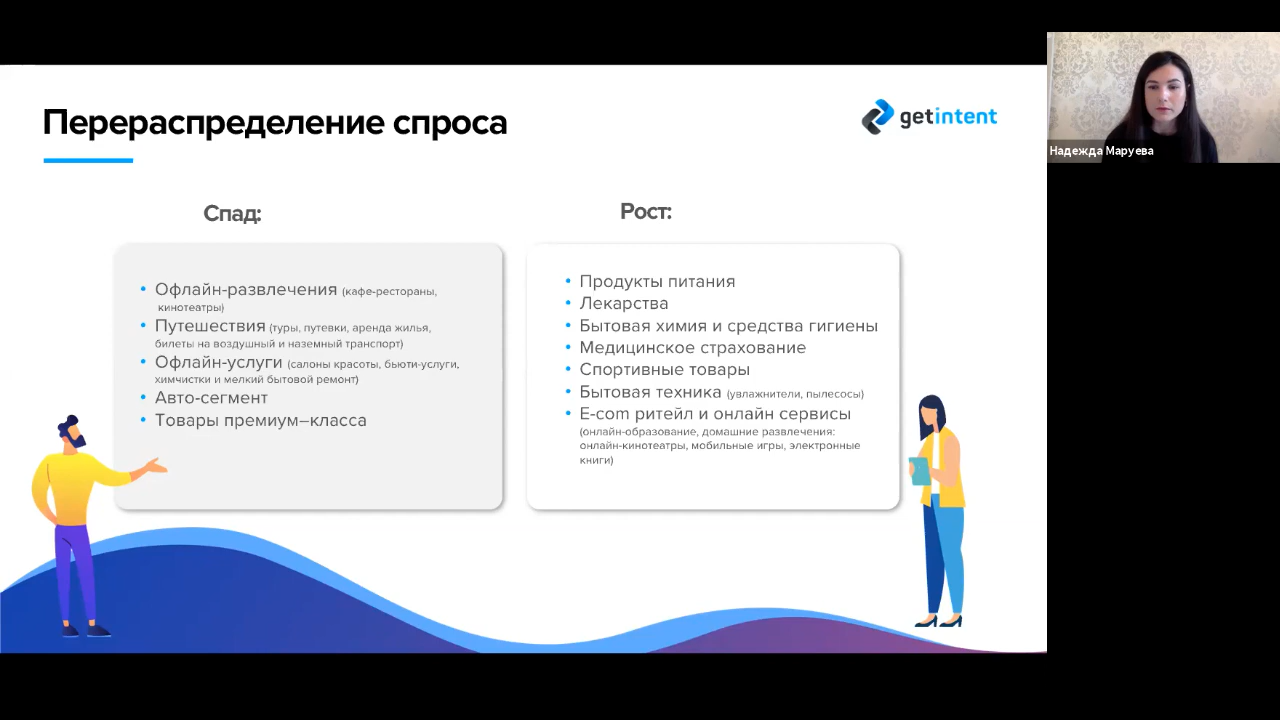 Перераспределение спроса
getintent
Надежда Маруева
Спад:
• Офлайн-развлечения (кафе-рестораны,
кинотеатры)
• Путешествия (туры, путевки, аренда жилья,
билеты на воздушный и наземный транспорт)
• Офлайн-услуги (салоны красоты, бьюти-услуги,
химчистки и мелкий бытовой ремонт)
• Авто-сегмент
• Товары премиум–класса
Рост:
• Продукты питания
• Лекарства
• Бытовая химия и средства гигиены
• Медицинское страхование
• Спортивные товары
• Бытовая техника (увлажнители, пылесосы)
• E-com ритейл и онлайн сервисы
(онлайн-образование, домашние развлечения:
онлайн-кинотеатры, мобильные игры, электронные
книги)